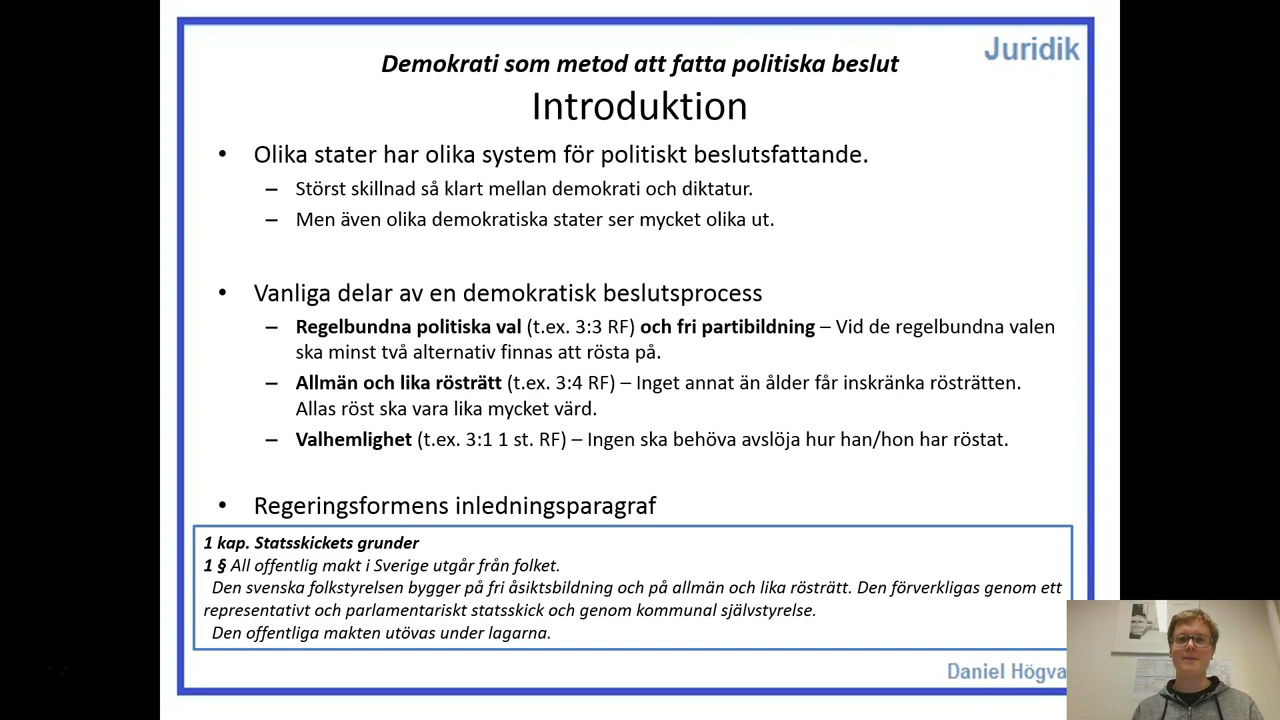 Juridik
Demokrati som metod att fatta politiska beslut
Introduktion
• Olika stater har olika system för politiskt beslutsfattande.
– Störst skillnad så klart mellan demokrati och diktatur.
– Men även olika demokratiska stater ser mycket olika ut.
• Vanliga delar av en demokratisk beslutsprocess
– Regelbundna politiska val (t.ex. 3:3 RF) och fri partibildning – Vid de regelbundna valen
ska minst två alternativ finnas att rösta på.
– Allmän och lika rösträtt (t.ex. 3:4 RF) – Inget annat än ålder får inskränka rösträtten.
Allas röst ska vara lika mycket värd.
– Valhemlighet (t.ex. 3:1 1 st. RF) – Ingen ska behöva avslöja hur han/hon har röstat.
• Regeringsformens inledningsparagraf
1 kap. Statsskickets grunder
1 § All offentlig makt i Sverige utgår från folket.
Den svenska folkstyrelsen bygger på fri åsiktsbildning och på allmän och lika rösträtt. Den förverkligas genom ett
representativt och parlamentariskt statsskick och genom kommunal självstyrelse.
Den offentliga makten utövas under lagarna.
Daniel Högva